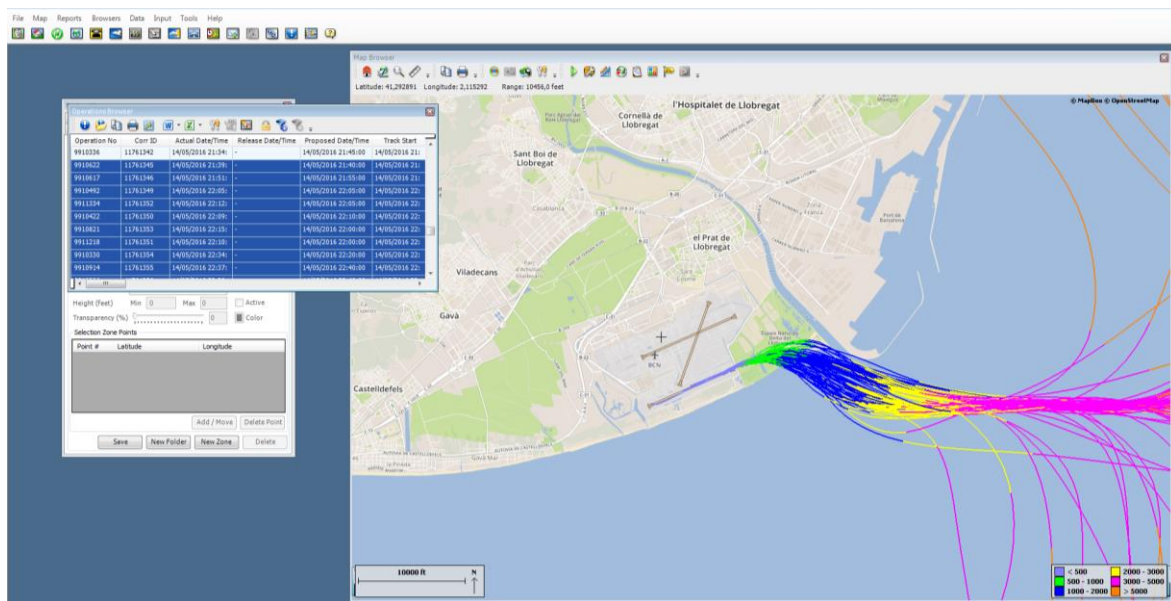 File Map Reports Browsers Data Input Tools Help
Map Browser
Latitude: 41,292891 Longitude: 2,115292 Range: 10456,0 feet
OperationsBrowser
Operation No Corr ID Actual Date/Time Release Date/Time Proposed Date/Time Track Start
9910336 11761342 14/05/2016 21:34: - 14/05/2016 21:45:00 14/05/2016 21:
9910622 11761345 14/05/2016 21:39: - 14/05/2016 21:40:00 14/05/2016 21:
9910617 11761346 14/05/2016 21:51: - 14/05/2016 21:55:00 14/05/2016 21:
9910492 11761349 14/05/2016 22:05: - 14/05/2016 22:05:00 14/05/2016 22:
9911334 11761352 14/05/2016 22:12: - 14/05/2016 22:05:00 14/05/2016 22:
9910422 11761350 14/05/2016 22:09: - 14/05/2016 22:10:00 14/05/2016 22:
9910821 11761353 14/05/2016 22:15: - 14/05/2016 22:00:00 14/05/2016 22:
9911218 11761351 14/05/2016 22:10: - 14/05/2016 22:00:00 14/05/2016 22:
9910330 11761354 14/05/2016 22:34: - 14/05/2016 22:20:00 14/05/2016 22:
9910914 11761355 14/05/2016 22:37: - 14/05/2016 22:40:00 14/05/2016 22:
Height (Feet) Min 0 Max 0 Active
Transparency (%) 0 Color
Selection Zone Points
Point # Latitude Longitude
Add / Move Delete Point
Save New Folder New Zone Delete
© MapBox © OpenStreetMap
l'Hospitalet de Llobregat
Cornellà de
Llobregat
Sant Boi de
Llobregat
Casablanca
Zona
Franca
Port de
Barcelona
el Prat de
Llobregat
Viladecans
Gavà
BCN
Castelldefels
Gavà Mar
la Pineda
10000 ft N
< 500 2000 - 3000
500 - 1000 3000 - 5000
1000 - 2000 > 5000